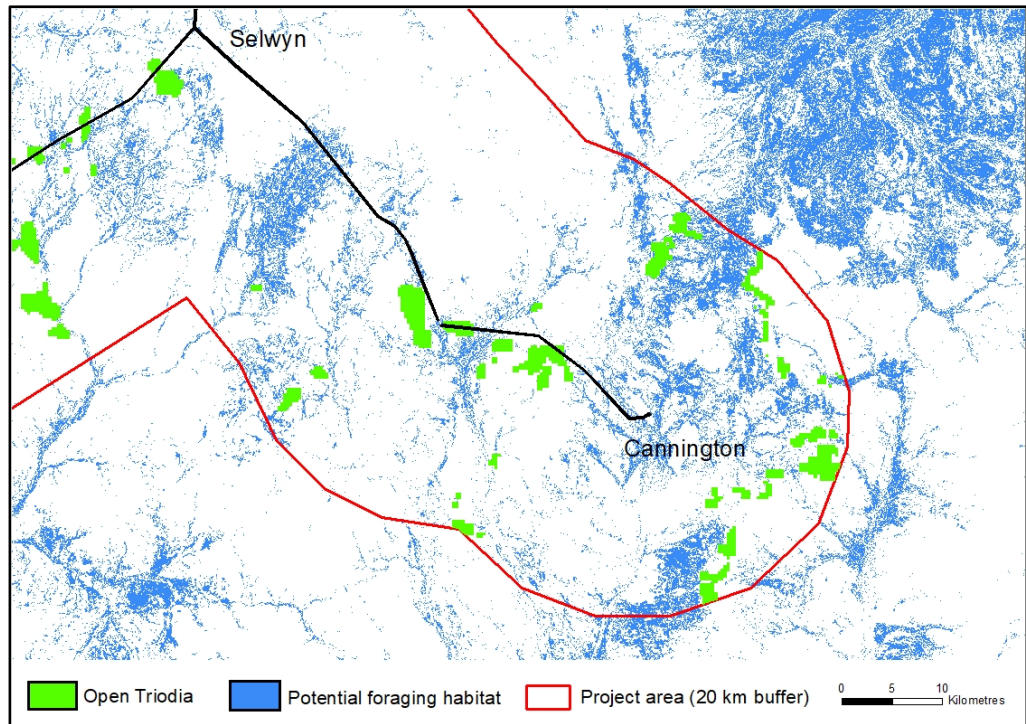 Selwyn
Cannington
Open Triodia
Potential foraging habitat
Project area (20 km buffer)
0 5 10
Kilometres